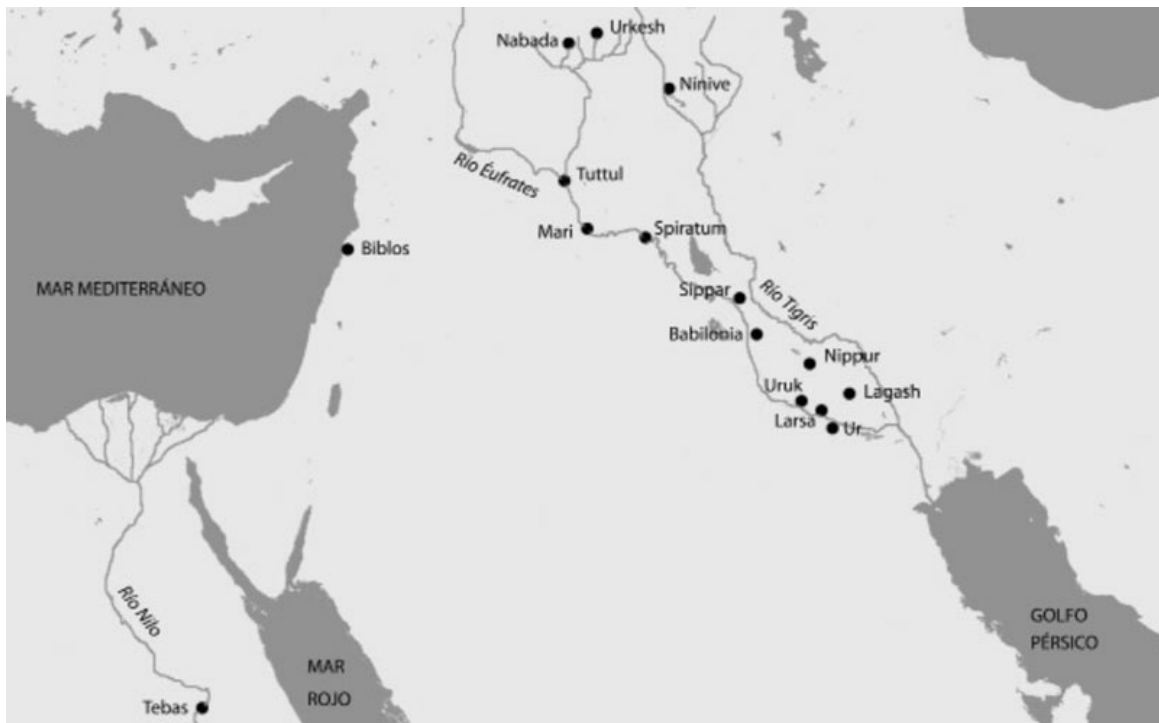 Urkesh
Nabada
Nínive
Río Éufrates
Tuttul
Mari
Spiratum
Biblos
MAR MEDITERRÁNEO
Sippar
Río Tigris
Babilonia
Nippur
Uruk
Lagash
Larsa
Ur
Río Nilo
GOLFO
PÉRSICO
MAR
ROJO
Tebas